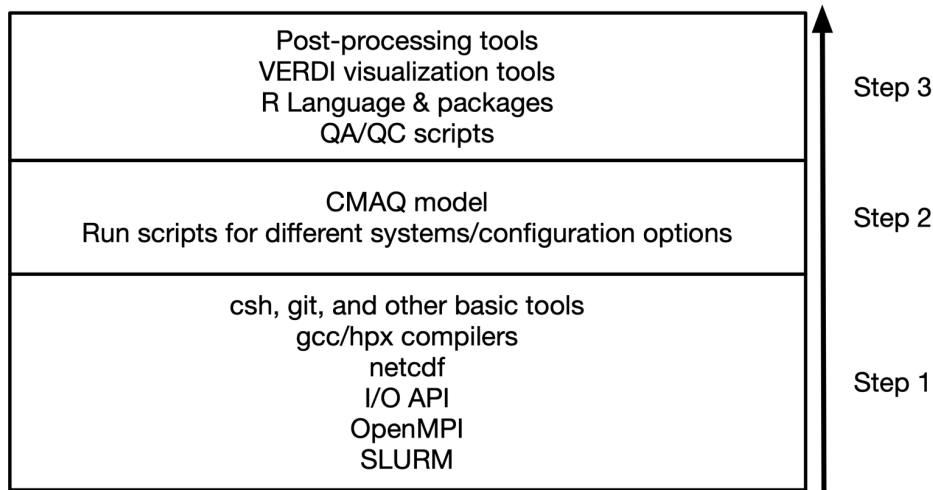 Post-processing tools
VERDI visualization tools
R Language & packages
QA/QC scripts
Step 3
CMAQ model
Run scripts for different systems/configuration options
Step 2
csh, git, and other basic tools
gcc/hpx compilers
netcdf
I/O API
OpenMPI
SLURM
Step 1